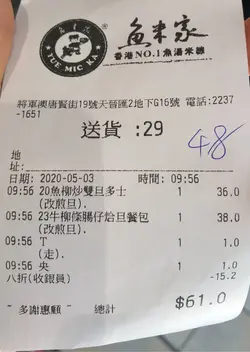 魚米家
YUE MIC KA
魚米家
香港NO.1魚湯米線
將軍澳唐賢街19號天晉匯2地下G16號 電話:2237
-1651
送貨 :29
48
地
址:
日期: 2020-05-03 時間: 09:56
09:56 20魚柳炒雙旦多士 1 36.0
(改煎旦).
09:56 23牛柳條腸仔烚旦餐包 1 38.0
(改煎旦).
09:56 T 1 1.0
(走).
09:56 央 1 1.0
八折(收銀員) -15.2
~ 多謝惠顧 ~ 總計 $61.0